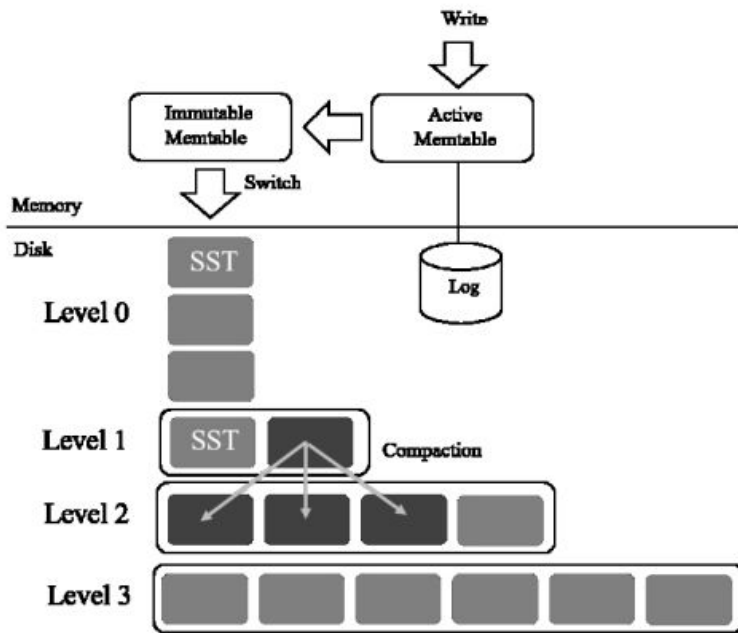 Write
Immutable
Memtable
Active
Memtable
Switch
Memory
Disk
SST
Log
Level 0
Level 1
SST
Compaction
Level 2
Level 3